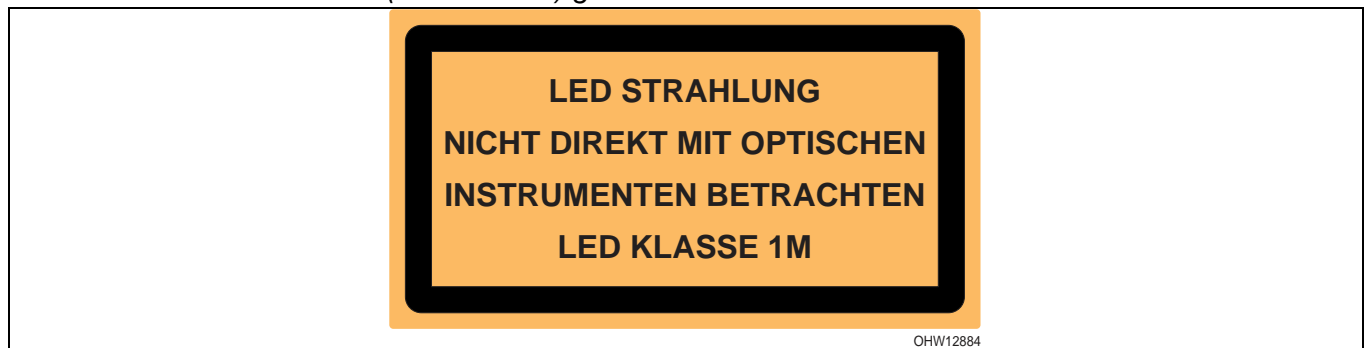 LED STRAHLUNG
NICHT DIREKT MIT OPTISCHEN
INSTRUMENTEN BETRACHTEN
LED KLASSE 1M
OHW12884